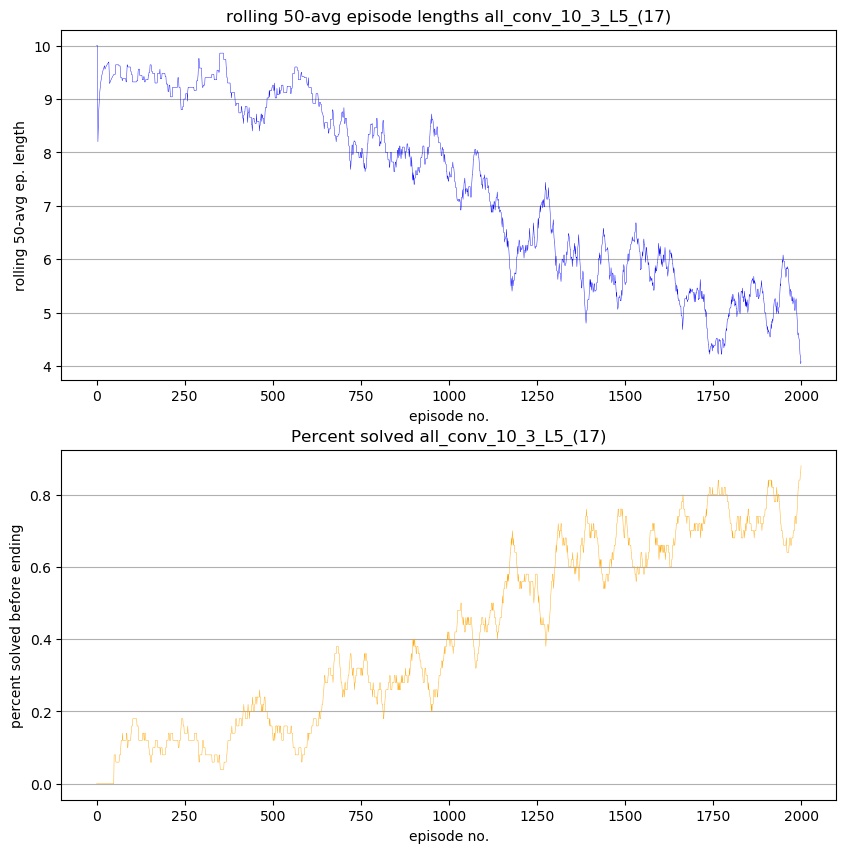 rolling 50-avg episode lengths all_conv_10_3_L5_(17)
rolling 50-avg ep. length
10
9
8
7
6
5
4
0 250 500 750 1000 1250 1500 1750 2000
episode no.
Percent solved all_conv_10_3_L5_(17)
percent solved before ending
0.8
0.6
0.4
0.2
0.0
0 250 500 750 1000 1250 1500 1750 2000
episode no.